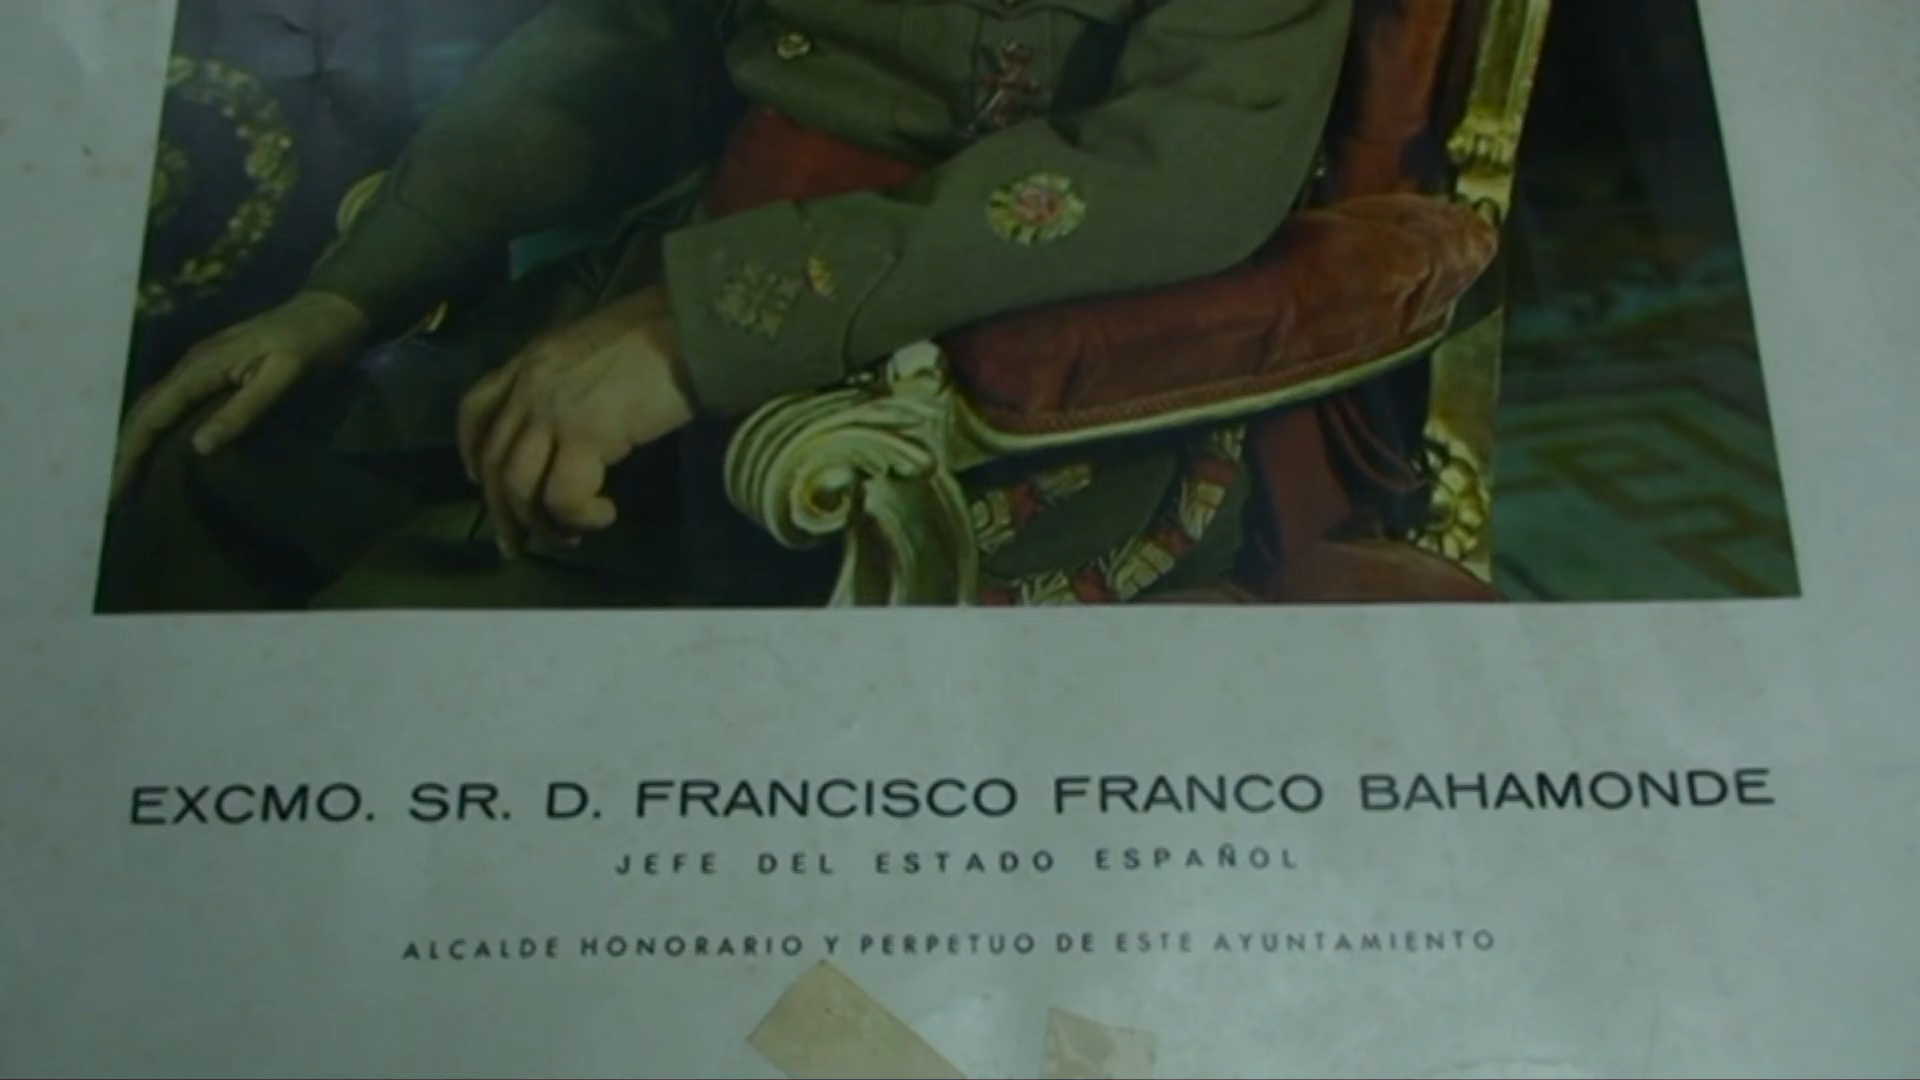 EXCMO. SR. D. FRANCISCO FRANCO BAHAMONDE
JEFE DEL ESTADO ESPAÑOL
ALCALDE HONORARIO Y PERPETUO DE ESTE AYUNTAMIENTO